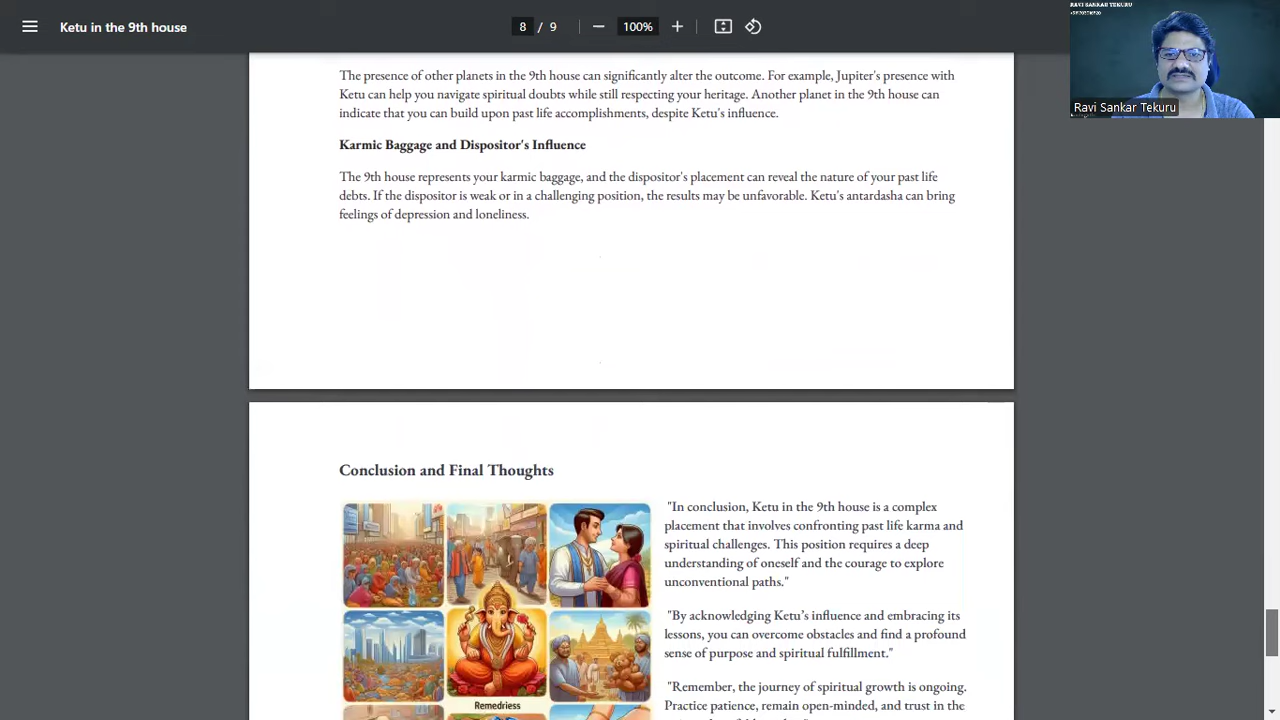 Ketu in the 9th house
8 / 9
100%
RAVI SANKAR TEKURU
Ravi Sankar Tekuru
The presence of other planets in the 9th house can significantly alter the outcome. For example, Jupiter's presence with
Ketu can help you navigate spiritual doubts while still respecting your heritage. Another planet in the 9th house can
indicate that you can build upon past life accomplishments, despite Ketu's influence.
Karmic Baggage and Dispositor's Influence
The 9th house represents your karmic baggage, and the dispositor's placement can reveal the nature of your past life
debts. If the dispositor is weak or in a challenging position, the results may be unfavorable. Ketu's antardasha can bring
feelings of depression and loneliness.
Conclusion and Final Thoughts
"In conclusion, Ketu in the 9th house is a complex
placement that involves confronting past life karma and
spiritual challenges. This position requires a deep
understanding of oneself and the courage to explore
unconventional paths."
"By acknowledging Ketu’s influence and embracing its
lessons, you can overcome obstacles and find a profound
sense of purpose and spiritual fulfillment."
"Remember, the journey of spiritual growth is ongoing.
Practice patience, remain open-minded, and trust in the
Remedriess